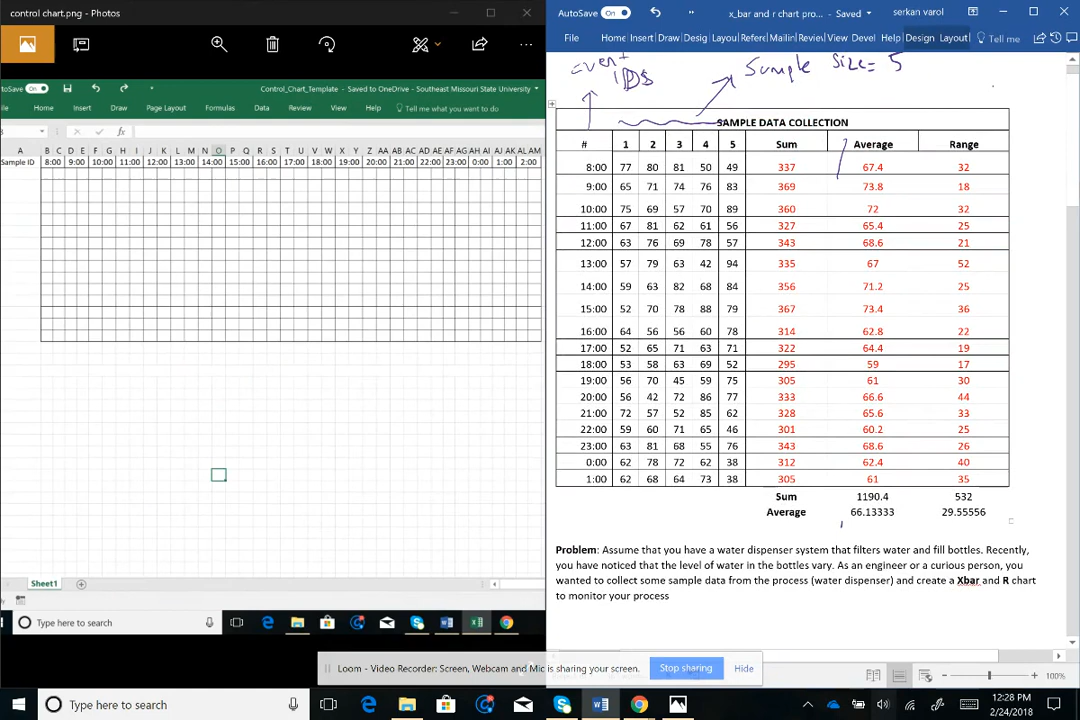 control chart.png - Photos
AutoSave On
Control_Chart_Template - Saved to OneDrive - Southeast Missouri State University
Home Insert Draw Page Layout Formulas Data Review View Help Tell me what you want to do
fx
A B C D E F G H I J K L M N O P Q R S T U V W X Y Z AA AB AC AD AE AF AG AH AI AJ AK AL AM
Sample ID 8:00 9:00 10:00 11:00 12:00 13:00 14:00 15:00 16:00 17:00 18:00 19:00 20:00 21:00 22:00 23:00 0:00 1:00 2:00
Sheet1
Type here to search
AutoSave On x_bar and r chart pro... - Saved serkan varol
File Home Insert Draw Desig Layou Refere Mailin Review View Devel Help Design Layout Tell me
event IDs
Sample Size = 5
SAMPLE DATA COLLECTION
# 1 2 3 4 5 Sum Average Range
8:00 77 80 81 50 49 337 67.4 32
9:00 65 71 74 76 83 369 73.8 18
10:00 75 69 57 70 89 360 72 32
11:00 67 81 62 61 56 327 65.4 25
12:00 63 76 69 78 57 343 68.6 21
13:00 57 79 63 42 94 335 67 52
14:00 59 63 82 68 84 356 71.2 25
15:00 52 70 78 88 79 367 73.4 36
16:00 64 56 56 60 78 314 62.8 22
17:00 52 65 71 63 71 322 64.4 19
18:00 53 58 63 69 52 295 59 17
19:00 56 70 45 59 75 305 61 30
20:00 56 42 72 86 77 333 66.6 44
21:00 72 57 52 85 62 328 65.6 33
22:00 59 60 71 65 46 301 60.2 25
23:00 63 81 68 55 76 343 68.6 26
0:00 62 78 72 62 38 312 62.4 40
1:00 62 68 64 73 38 305 61 35
Sum 1190.4 532
Average 66.13333 29.55556
Problem: Assume that you have a water dispenser system that filters water and fill bottles. Recently,
you have noticed that the level of water in the bottles vary. As an engineer or a curious person, you
wanted to collect some sample data from the process (water dispenser) and create a Xbar and R chart
to monitor your process
Loom - Video Recorder: Screen, Webcam and Mic is sharing your screen. Stop sharing Hide
100%
Type here to search
12:28 PM
2/24/2018